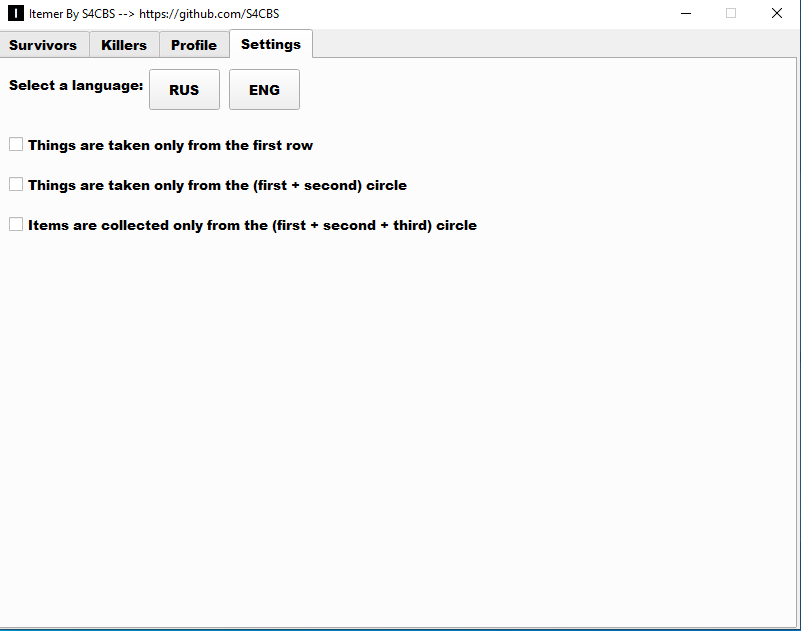 I Itemer By S4CBS --> https://github.com/S4CBS
Survivors Killers Profile Settings
Select a language: RUS ENG
Things are taken only from the first row
Things are taken only from the (first + second) circle
Items are collected only from the (first + second + third) circle